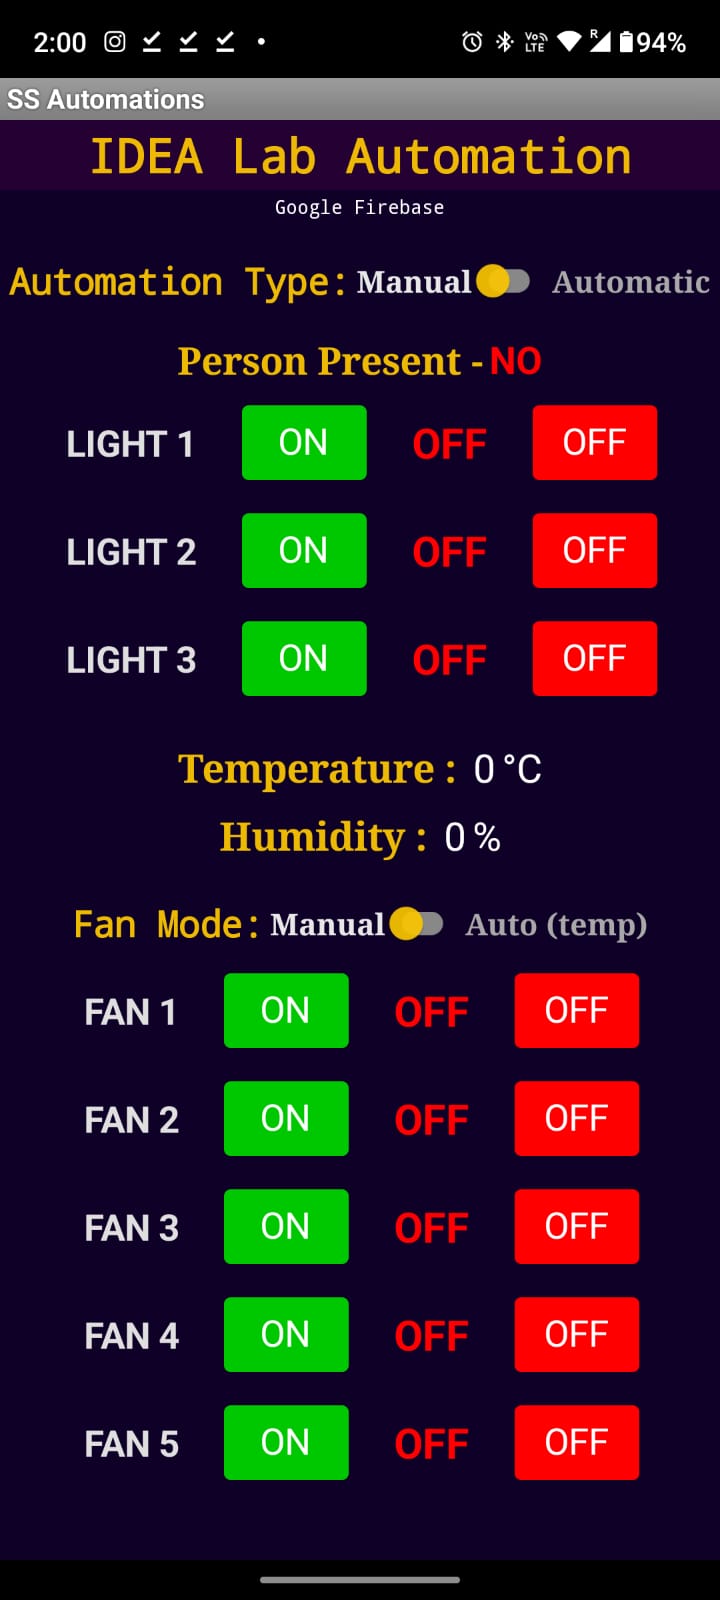 2:00 VoLTE R 94%
SS Automations
IDEA Lab Automation
Google Firebase
Automation Type: Manual Automatic
Person Present - NO
LIGHT 1 ON OFF OFF
LIGHT 2 ON OFF OFF
LIGHT 3 ON OFF OFF
Temperature : 0 °C
Humidity : 0 %
Fan Mode: Manual Auto (temp)
FAN 1 ON OFF OFF
FAN 2 ON OFF OFF
FAN 3 ON OFF OFF
FAN 4 ON OFF OFF
FAN 5 ON OFF OFF